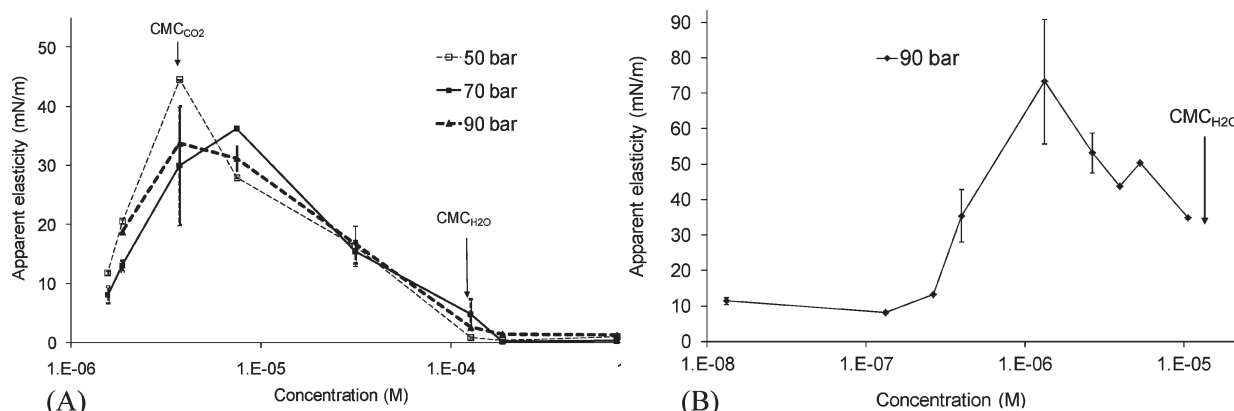 CMC_CO2
50 bar
70 bar
90 bar
CMC_H2O
Apparent elasticity (mN/m)
50
40
30
20
10
0
1.E-06
1.E-05
1.E-04
Concentration (M)
(A)
90 bar
CMC_H2O
Apparent elasticity (mN/m)
90
80
70
60
50
40
30
20
10
0
1.E-08
1.E-07
1.E-06
1.E-05
Concentration (M)
(B)